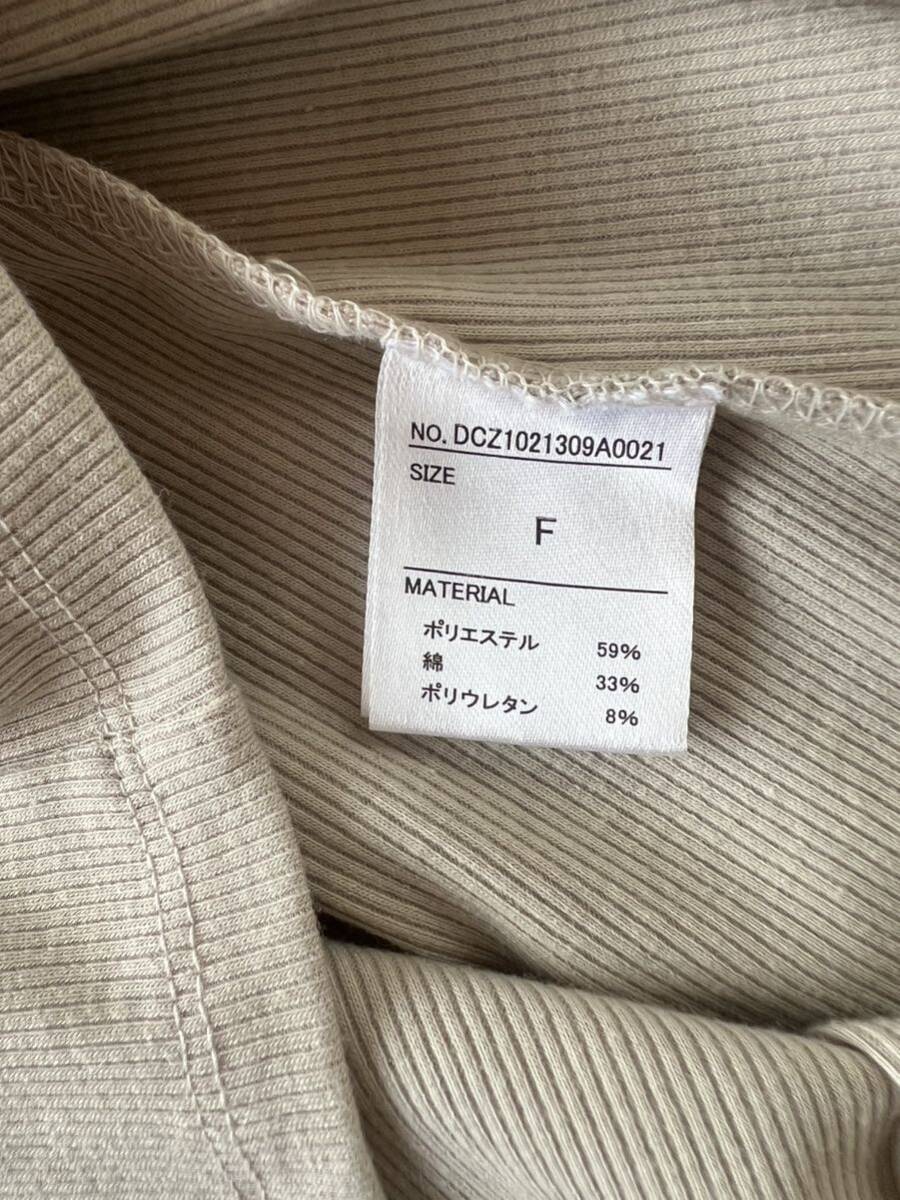 NO. DCZ1021309A0021
SIZE
F
MATERIAL
ポリエステル 59%
綿 33%
ポリウレタン 8%